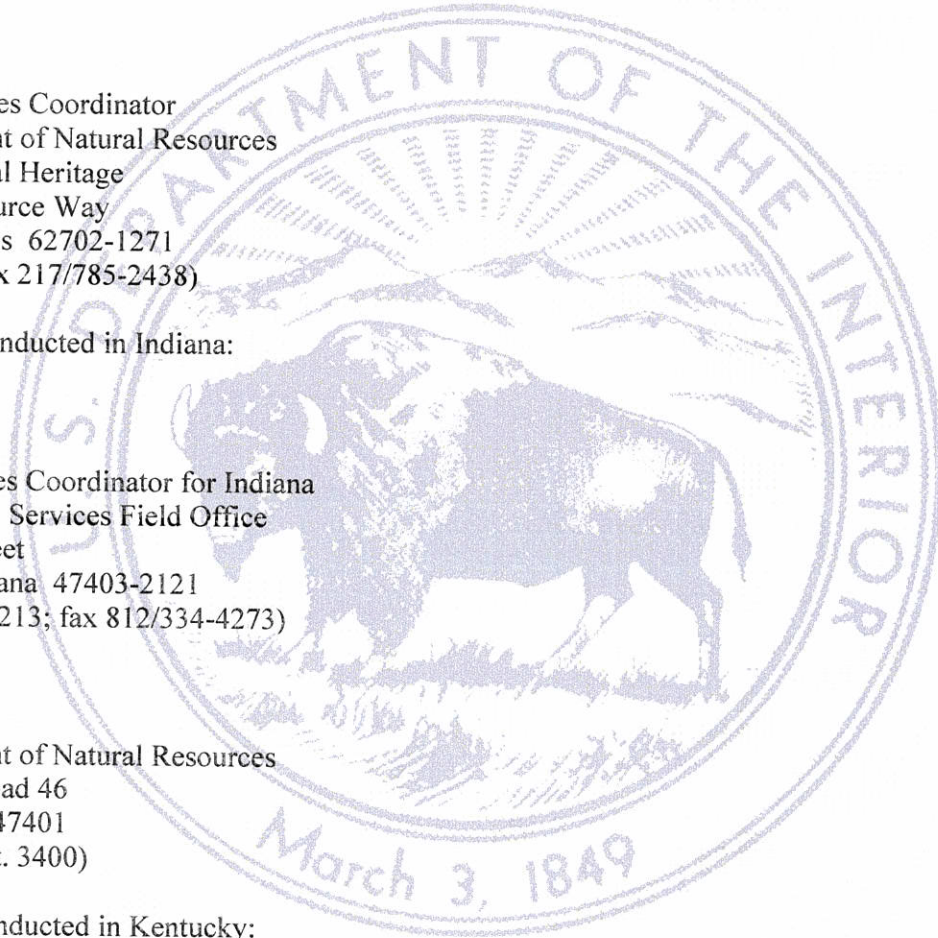 es Coordinator
nt of Natural Resources
al Heritage
urce Way
s 62702-1271
x 217/785-2438)
nducted in Indiana:
es Coordinator for Indiana
Services Field Office
eet
ana 47403-2121
213; fax 812/334-4273)
nt of Natural Resources
ad 46
47401
t. 3400)
nducted in Kentucky:
U.S. DEPARTMENT OF THE INTERIOR
March 3, 1849